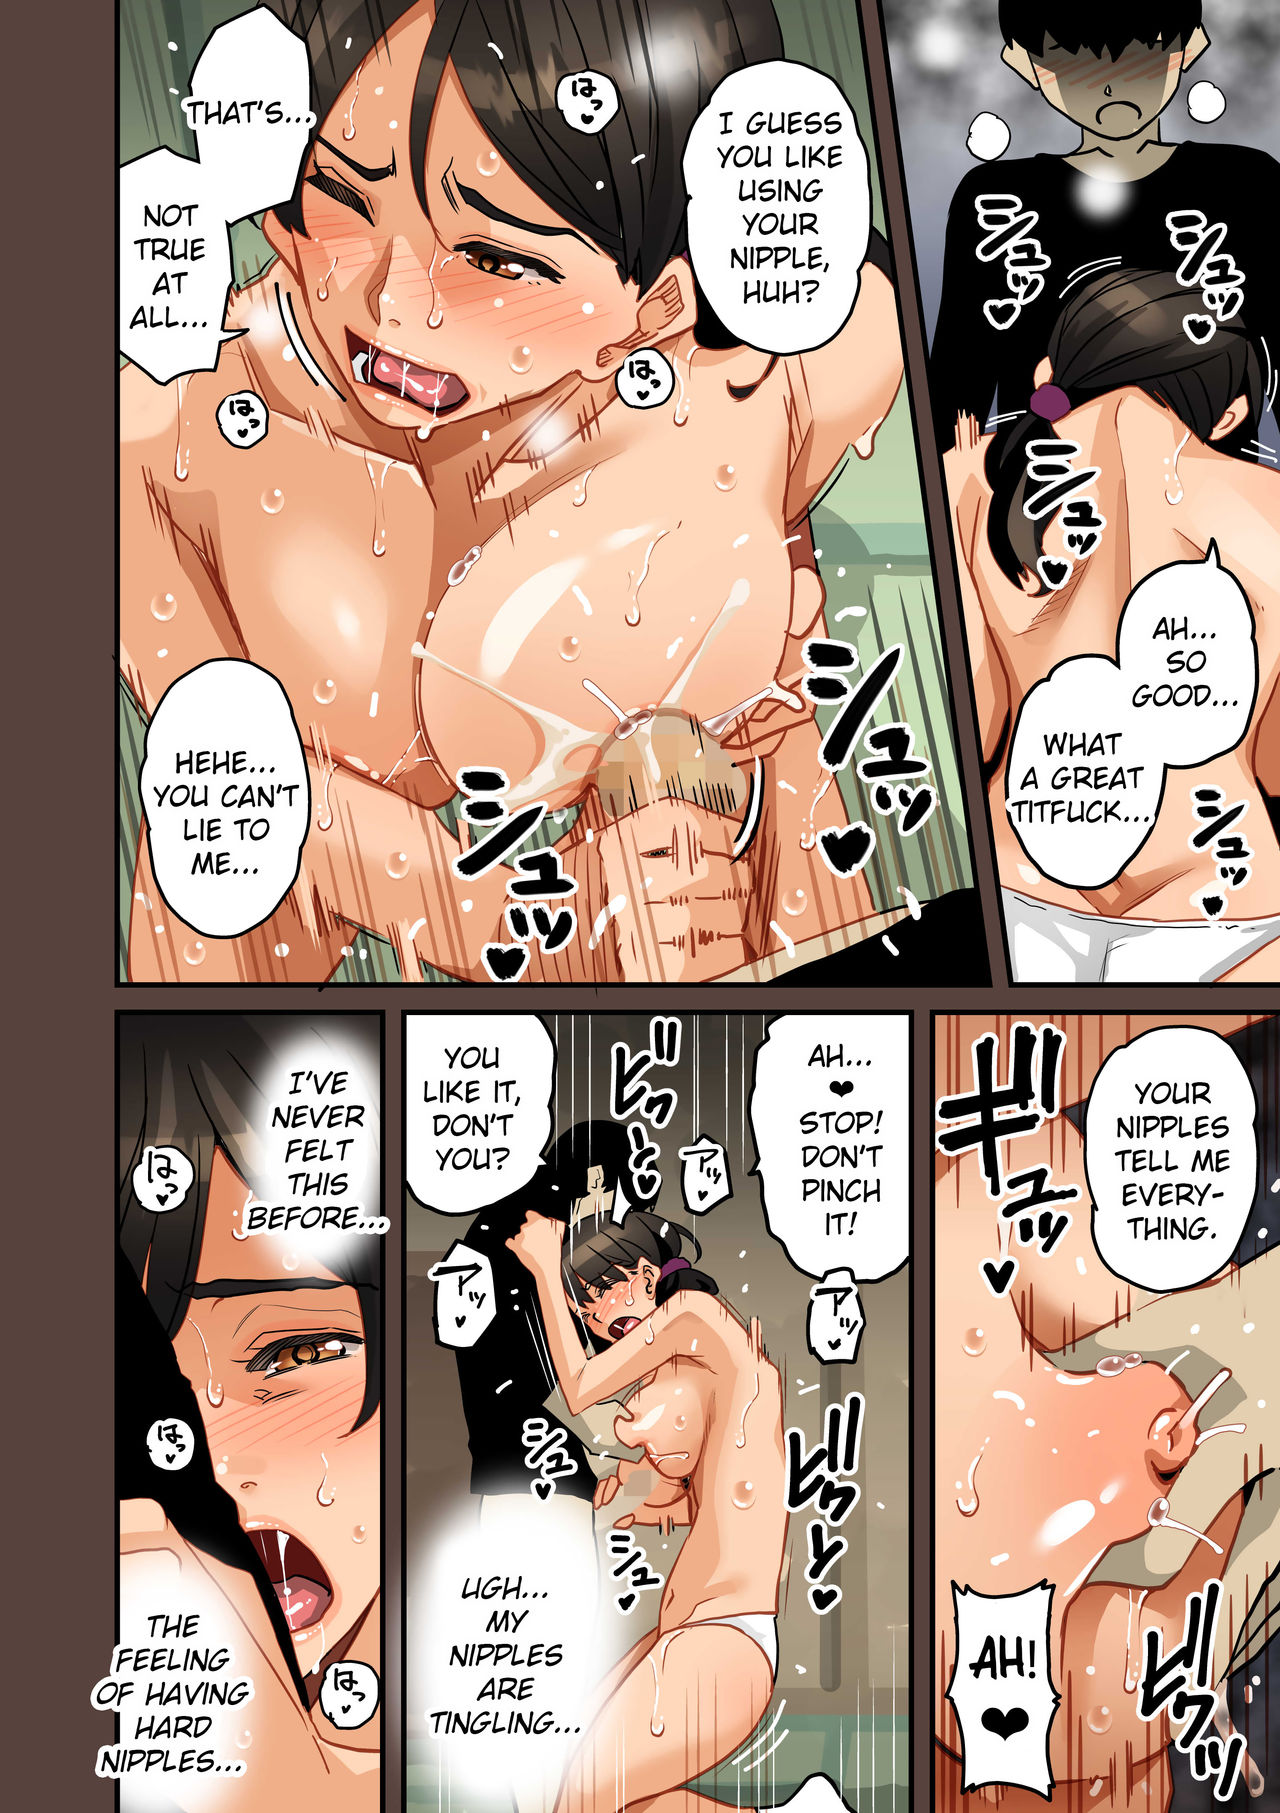 シュッ
シュッ
シュッ
AH...
SO
GOOD...
WHAT
A GREAT
TITFUCK...
シュッ
I GUESS
YOU LIKE
USING
YOUR
NIPPLE,
HUH?
はっ
THAT'S...
NOT
TRUE
AT
ALL...
はっ
はっ
シュッ
シュッ
HEHE...
YOU CAN'T
LIE TO
ME...
YOUR
NIPPLES
TELL ME
EVERY-
THING.
ギュッ
AH!
ビクッ
AH...
STOP!
DON'T
PINCH
IT!
ビクッ
アッ
YOU
LIKE IT,
DON'T
YOU?
アッ
アッ
シュッ
シュッ
ビクッ
UGH...
MY
NIPPLES
ARE
TINGLING...
I'VE
NEVER
FELT
THIS
BEFORE...
はっ
はっ
はっ
THE
FEELING
OF HAVING
HARD
NIPPLES...